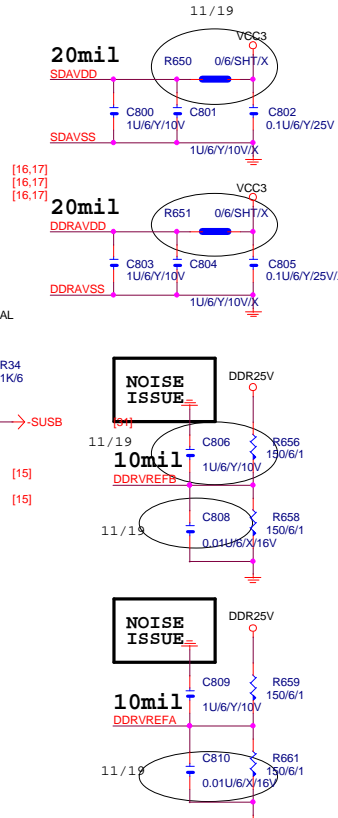 11/19
VCC3
20mil
R650 0/6/SHT/X
SDAVDD
C800 C801 C802
1U/6/Y/10V 0.1U/6/Y/25V
SDAVSS
1U/6/Y/10V/X
[16,17]
[16,17]
[16,17]
VCC3
20mil
R651 0/6/SHT/X
DDRAVDD
C803 C804 C805
1U/6/Y/10V 0.1U/6/Y/25V/
DDRAVSS
1U/6/Y/10V/X
AL
R34
1K/6
NOISE
ISSUE
DDR25V
-SUSB
[31]
11/19
C806 R656
10mil
1U/6/Y/10V 150/6/1
DDRVREFB
[15]
[15]
C808 R658
11/19
0.01U/6/X/16V 150/6/1
NOISE
ISSUE
DDR25V
C809 R659
10mil
1U/6/Y/10V 150/6/1
DDRVREFA
C810 R661
11/19
0.01U/6/X/16V 150/6/1